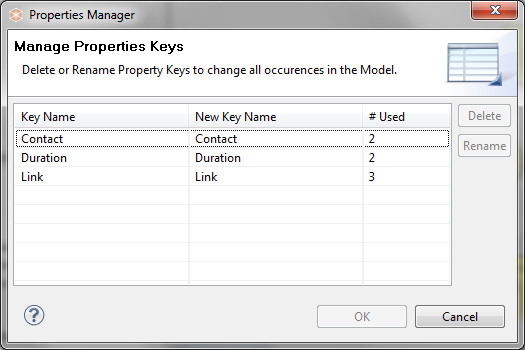 Properties Manager
Manage Properties Keys
Delete or Rename Property Keys to change all occurences in the Model.
Key Name New Key Name # Used
Contact Contact 2
Duration Duration 2
Link Link 3
Delete
Rename
? OK Cancel